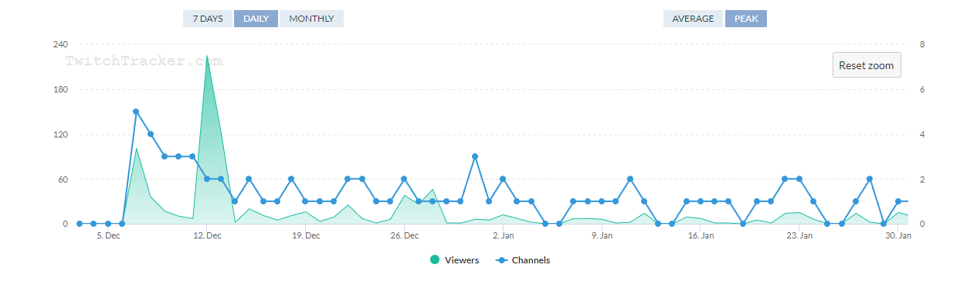 7 DAYS DAILY MONTHLY AVERAGE PEAK
240 8
TwitchTracker.com
Reset zoom
180 6
120 4
60 2
0 0
5. Dec 12. Dec 19. Dec 26. Dec 2. Jan 9. Jan 16. Jan 23. Jan 30. Jan
Viewers Channels